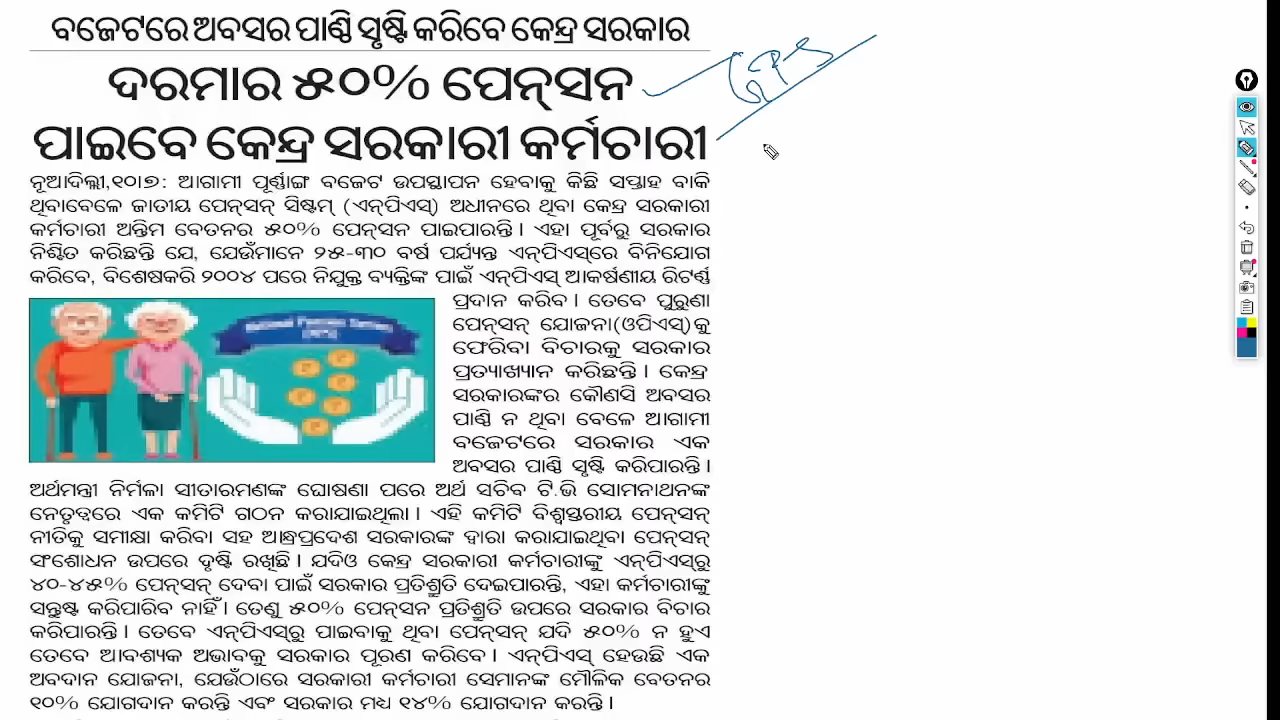 ବଜେଟରେ ଅବସର ପାଣ୍ଠି ସୃଷ୍ଟି କରିବେ କେନ୍ଦ୍ର ସରକାର
ଦରମାର ୫୦% ପେନ୍‌ସନ
ପାଇବେ କେନ୍ଦ୍ର ସରକାରୀ କର୍ମଚାରୀ
GPS
ନୂଆଦିଲ୍ଲୀ,୧୦।୭: ଆଗାମୀ ପୂର୍ଣ୍ଣାଙ୍ଗ ବଜେଟ ଉପସ୍ଥାପନ ହେବାକୁ କିଛି ସପ୍ତାହ ବାକି
ଥିବାବେଳେ ଜାତୀୟ ପେନ୍‌ସନ୍ ସିଷ୍ଟମ୍ (ଏନ୍‌ପିଏସ୍) ଅଧୀନରେ ଥିବା କେନ୍ଦ୍ର ସରକାରୀ
କର୍ମଚାରୀ ଅନ୍ତିମ ବେତନର ୫୦% ପେନ୍‌ସନ ପାଇପାରନ୍ତି। ଏହା ପୂର୍ବରୁ ସରକାର
ନିଶ୍ଚିତ କରିଛନ୍ତି ଯେ, ଯେଉଁମାନେ ୨୫-୩୦ ବର୍ଷ ପର୍ଯ୍ୟନ୍ତ ଏନ୍‌ପିଏସ୍‌ରେ ବିନିଯୋଗ
କରିବେ, ବିଶେଷକରି ୨୦୦୪ ପରେ ନିଯୁକ୍ତ ବ୍ୟକ୍ତିଙ୍କ ପାଇଁ ଏନ୍‌ପିଏସ୍ ଆକର୍ଷଣୀୟ ରିଟର୍ଣ୍ଣ
ପ୍ରଦାନ କରିବ। ତେବେ ପୁରୁଣା
ପେନ୍‌ସନ୍ ଯୋଜନା(ଓପିଏସ୍)କୁ
ଫେରିବା ବିଚାରକୁ ସରକାର
ପ୍ରତ୍ୟାଖ୍ୟାନ କରିଛନ୍ତି। କେନ୍ଦ୍ର
ସରକାରଙ୍କର କୌଣସି ଅବସର
ପାଣ୍ଠି ନ ଥିବା ବେଳେ ଆଗାମୀ
ବଜେଟରେ ସରକାର ଏକ
ଅବସର ପାଣ୍ଠି ସୃଷ୍ଟି କରିପାରନ୍ତି।
National Pension System
(NPS)
ଅର୍ଥମନ୍ତ୍ରୀ ନିର୍ମଳା ସୀତାରମଣଙ୍କ ଘୋଷଣା ପରେ ଅର୍ଥ ସଚିବ ଟି.ଭି ସୋମନାଥନଙ୍କ
ନେତୃତ୍ୱରେ ଏକ କମିଟି ଗଠନ କରାଯାଇଥିଲା। ଏହି କମିଟି ବିଶ୍ୱସ୍ତରୀୟ ପେନ୍‌ସନ୍
ନୀତିକୁ ସମୀକ୍ଷା କରିବା ସହ ଆନ୍ଧ୍ରପ୍ରଦେଶ ସରକାରଙ୍କ ଦ୍ୱାରା କରାଯାଇଥିବା ପେନ୍‌ସନ୍
ସଂଶୋଧନ ଉପରେ ଦୃଷ୍ଟି ରଖିଛି। ଯଦିଓ କେନ୍ଦ୍ର ସରକାରୀ କର୍ମଚାରୀଙ୍କୁ ଏନ୍‌ପିଏସ୍‌ରୁ
୪୦-୪୫% ପେନ୍‌ସନ୍ ଦେବା ପାଇଁ ସରକାର ପ୍ରତିଶ୍ରୁତି ଦେଇପାରନ୍ତି, ଏହା କର୍ମଚାରୀଙ୍କୁ
ସନ୍ତୁଷ୍ଟ କରିପାରିବ ନାହିଁ। ତେଣୁ ୫୦% ପେନ୍‌ସନ ପ୍ରତିଶ୍ରୁତି ଉପରେ ସରକାର ବିଚାର
କରିପାରନ୍ତି। ତେବେ ଏନ୍‌ପିଏସ୍‌ରୁ ପାଇବାକୁ ଥିବା ପେନ୍‌ସନ୍ ଯଦି ୫୦% ନ ହୁଏ
ତେବେ ଆବଶ୍ୟକ ଅଭାବକୁ ସରକାର ପୂରଣ କରିବେ। ଏନ୍‌ପିଏସ୍ ହେଉଛି ଏକ
ଅବଦାନ ଯୋଜନା, ଯେଉଁଠାରେ ସରକାରୀ କର୍ମଚାରୀ ସେମାନଙ୍କ ମୌଳିକ ବେତନର
୧୦% ଯୋଗଦାନ କରନ୍ତି ଏବଂ ସରକାର ମଧ୍ୟ ୧୪% ଯୋଗଦାନ କରନ୍ତି।